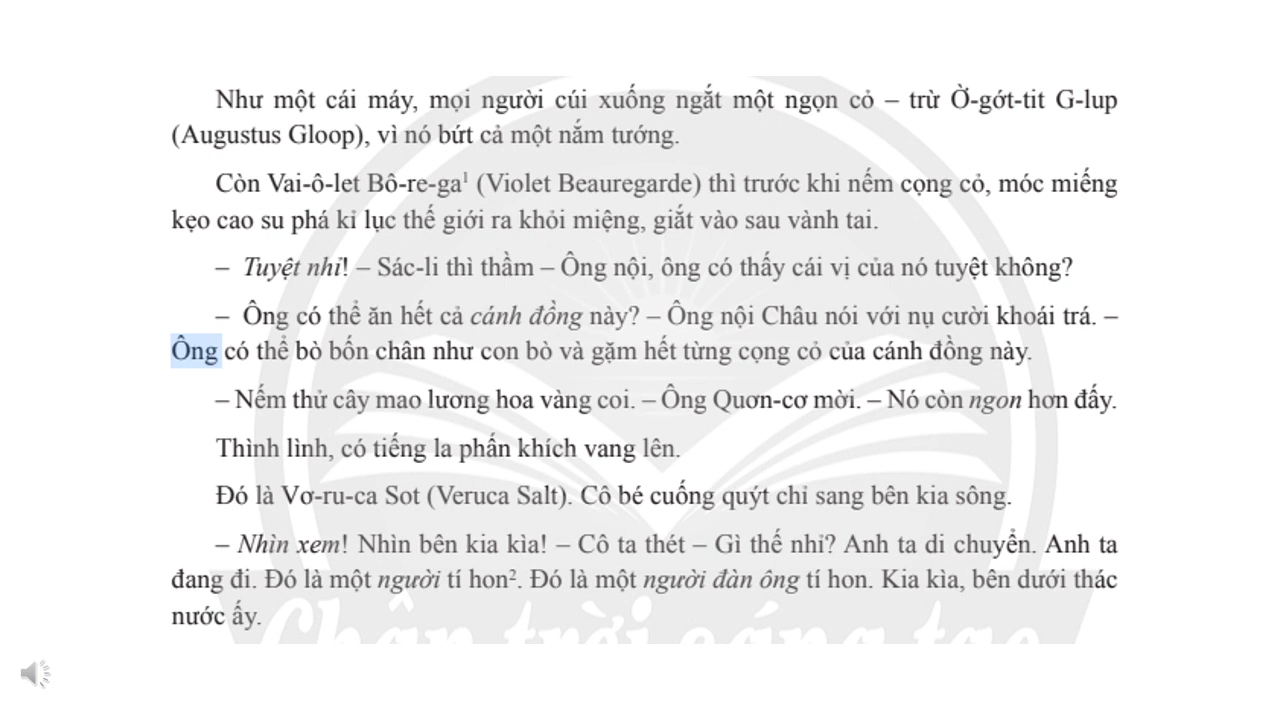 Như một cái máy, mọi người cúi xuống ngắt một ngọn cỏ – trừ Ờ-gớt-tit G-lup
(Augustus Gloop), vì nó bứt cả một nắm tướng.
Còn Vai-ô-let Bô-re-ga¹ (Violet Beauregarde) thì trước khi nếm cọng cỏ, móc miếng
kẹo cao su phá kỉ lục thế giới ra khỏi miệng, giắt vào sau vành tai.
– Tuyệt nhỉ! – Sác-li thì thầm – Ông nội, ông có thấy cái vị của nó tuyệt không?
– Ông có thể ăn hết cả cánh đồng này? – Ông nội Châu nói với nụ cười khoái trá. –
Ông có thể bò bốn chân như con bò và gặm hết từng cọng cỏ của cánh đồng này.
– Nếm thử cây mao lương hoa vàng coi. – Ông Quơn-cơ mời. – Nó còn ngon hơn đấy.
Thình lình, có tiếng la phấn khích vang lên.
Đó là Vơ-ru-ca Sot (Veruca Salt). Cô bé cuống quýt chỉ sang bên kia sông.
– Nhìn xem! Nhìn bên kia kìa! – Cô ta thét – Gì thế nhỉ? Anh ta di chuyển. Anh ta
đang đi. Đó là một người tí hon². Đó là một người đàn ông tí hon. Kia kìa, bên dưới thác
nước ấy.
Chân trời sáng tạo